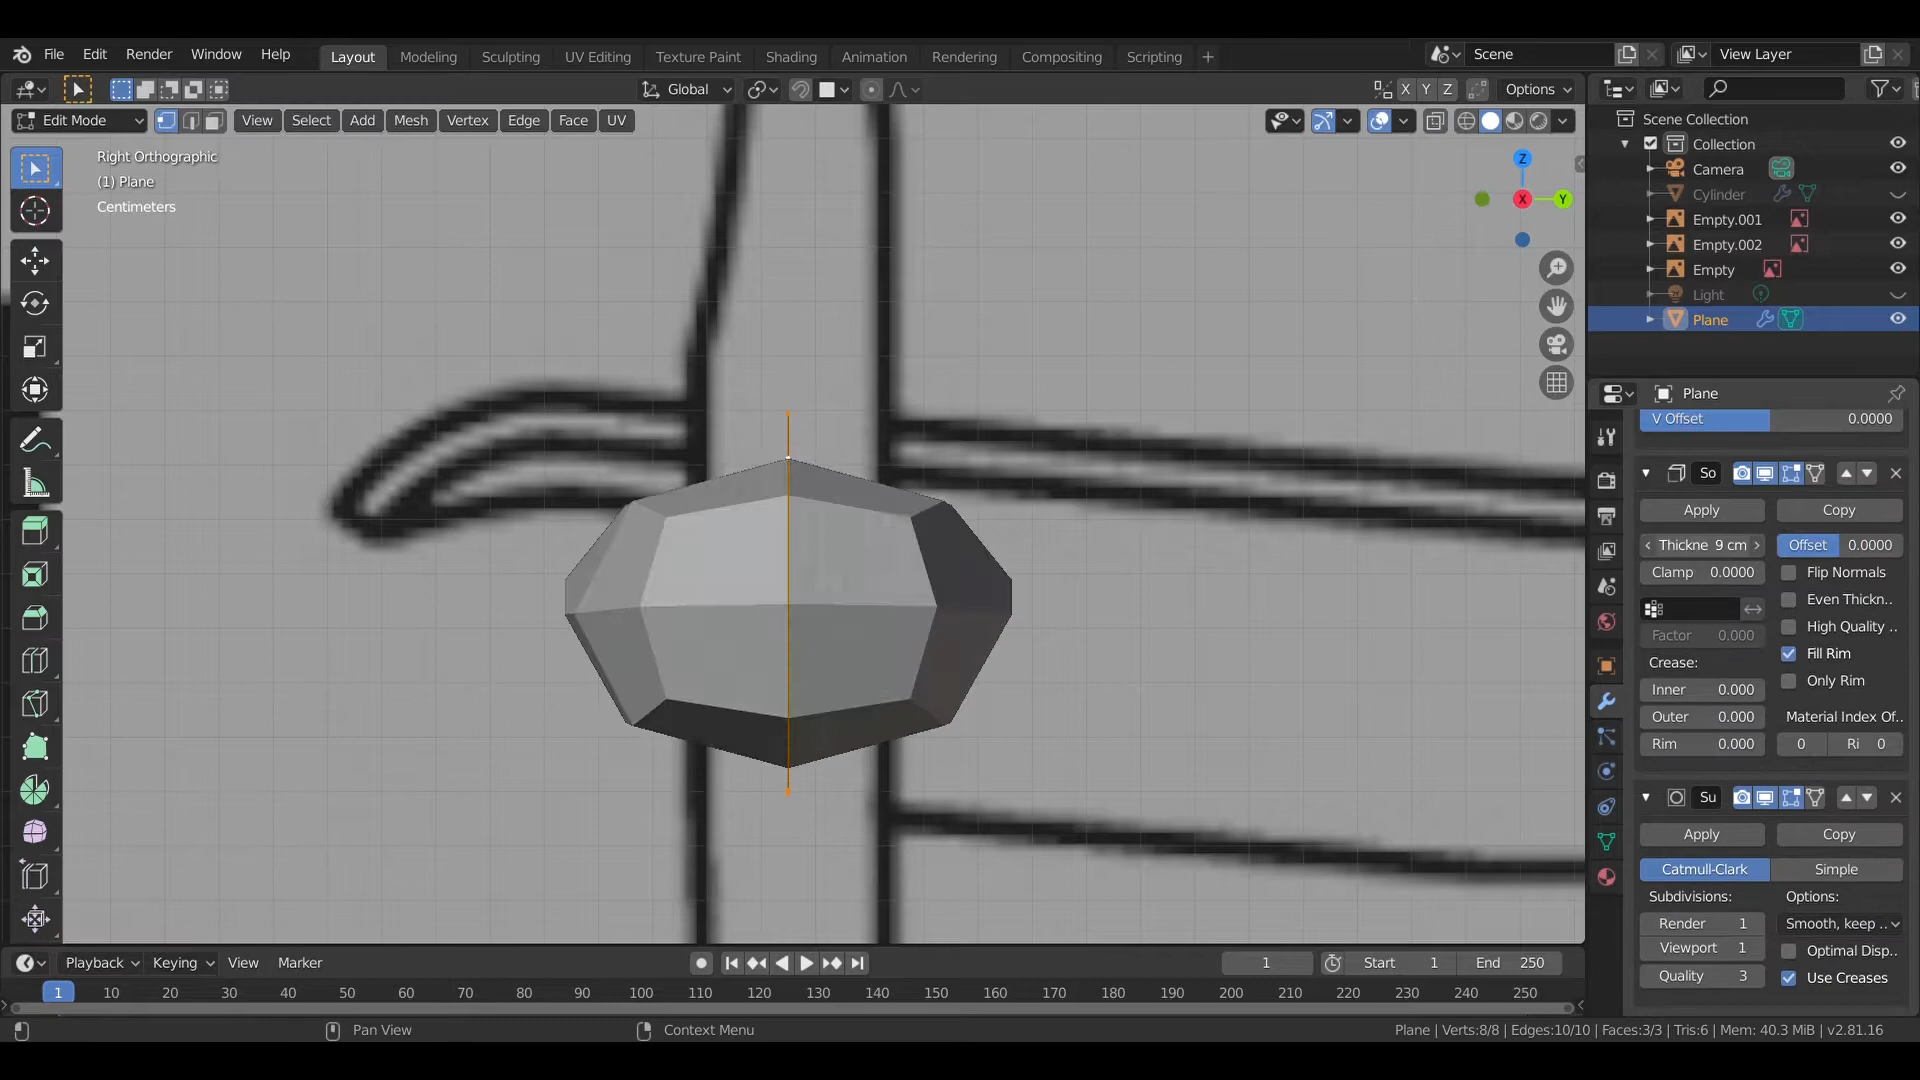 File Edit Render Window Help Layout Modeling Sculpting UV Editing Texture Paint Shading Animation Rendering Compositing Scripting + Scene View Layer
Global X Y Z Options
Edit Mode View Select Add Mesh Vertex Edge Face UV
Right Orthographic
(1) Plane
Centimeters
Z
X Y
Scene Collection
Collection
Camera
Cylinder
Empty.001
Empty.002
Empty
Light
Plane
Plane
V Offset 0.0000
So
Apply Copy
Thickne 9 cm Offset 0.0000
Clamp 0.0000 Flip Normals
Even Thickn..
High Quality ..
Factor 0.000
Fill Rim
Crease:
Only Rim
Inner 0.000
Outer 0.000 Material Index Of..
Rim 0.000 0 Ri 0
Su
Apply Copy
Catmull-Clark Simple
Subdivisions: Options:
Render 1 Smooth, keep ..
Viewport 1 Optimal Disp..
Quality 3 Use Creases
Playback Keying View Marker 1 Start 1 End 250
1 10 20 30 40 50 60 70 80 90 100 110 120 130 140 150 160 170 180 190 200 210 220 230 240 250
Pan View Context Menu Plane | Verts:8/8 | Edges:10/10 | Faces:3/3 | Tris:6 | Mem: 40.3 MiB | v2.81.16